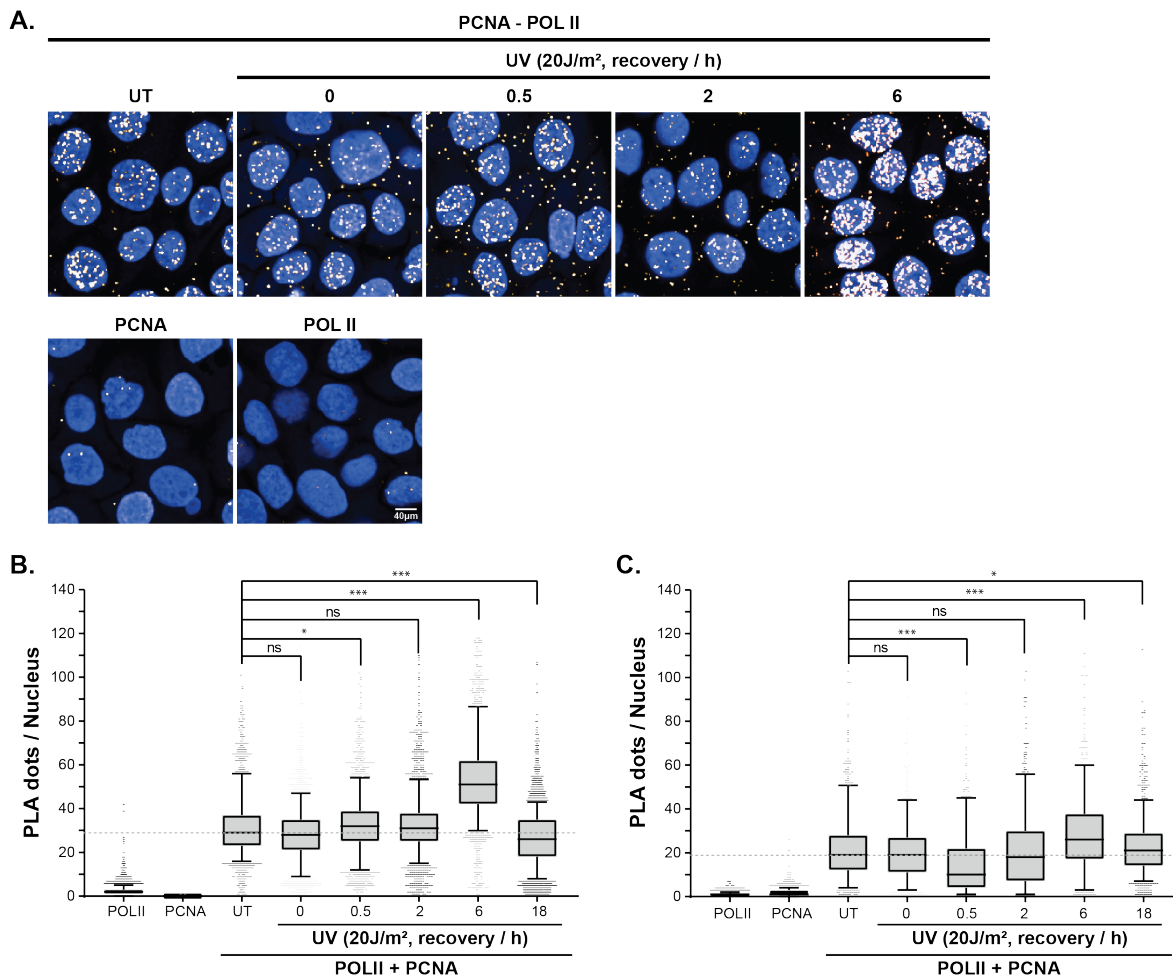 A.
PCNA - POL II
UV (20J/m², recovery / h)
UT 0 0.5 2 6
PCNA POL II
40μm
B.
PLA dots / Nucleus
140
120
100
80
60
40
20
0
***
***
ns
*
ns
POLII PCNA UT 0 0.5 2 6 18
UV (20J/m², recovery / h)
POLII + PCNA
C.
PLA dots / Nucleus
140
120
100
80
60
40
20
0
*
***
ns
***
ns
POLII PCNA UT 0 0.5 2 6 18
UV (20J/m², recovery / h)
POLII + PCNA